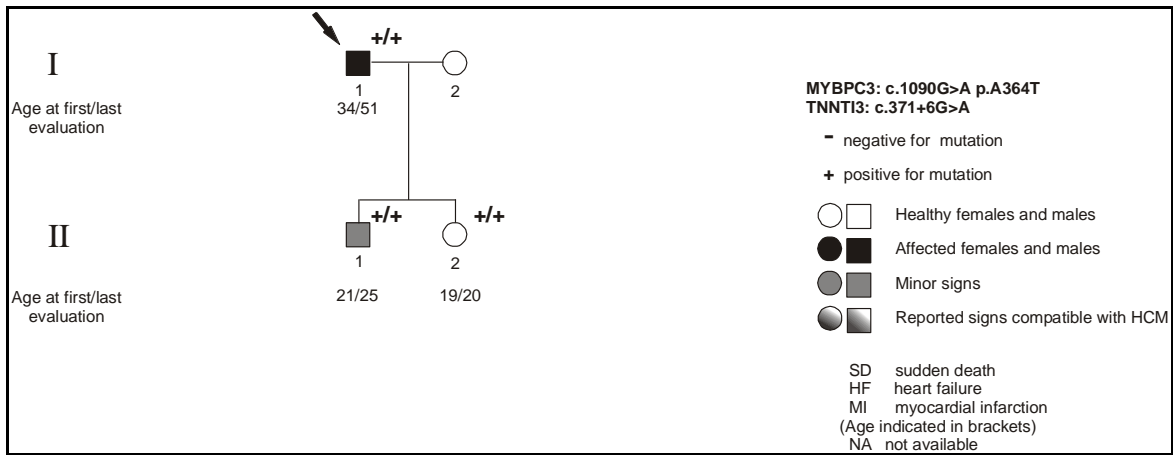 I
+/+
1
2
34/51
Age at first/last
evaluation
II
+/+
+/+
1
2
21/25
19/20
Age at first/last
evaluation
MYBPC3: c.1090G>A p.A364T
TNNTI3: c.371+6G>A
- negative for mutation
+ positive for mutation
Healthy females and males
Affected females and males
Minor signs
Reported signs compatible with HCM
SD sudden death
HF heart failure
MI myocardial infarction
(Age indicated in brackets)
NA not available